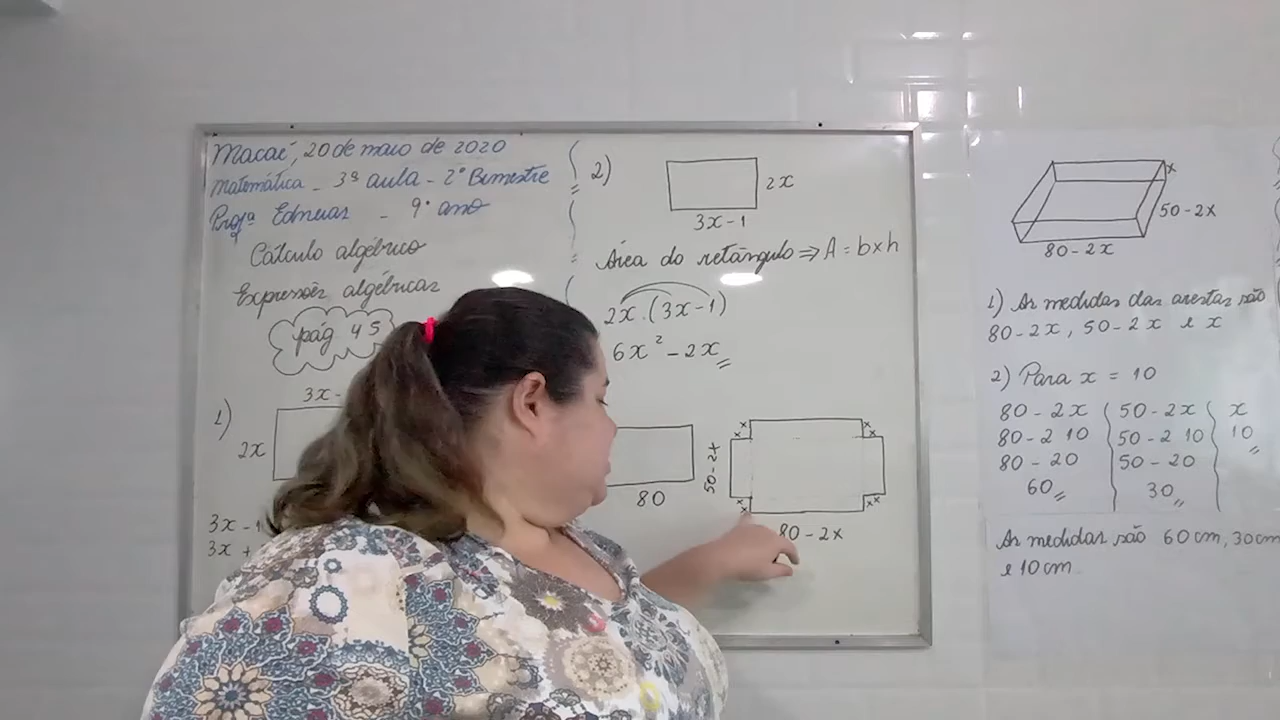 Macaé, 20 de maio de 2020
Matemática - 3ª aula - 2° Bimestre
Profª Edneias - 9° ano
Cálculo algébrico
Expressões algébricas
pág. 45
1)
3x -
2x
3x - 1
3x +
2)
2x
3x - 1
Área do retângulo ⇒ A = b x h
2x . (3x - 1)
6x² - 2x
80
x x x x
50 - 2x
x x x x
80 - 2x
x
50 - 2x
80 - 2x
1) As medidas das arestas são
80 - 2x, 50 - 2x e x
2) Para x = 10
80 - 2x 50 - 2x x
80 - 2 10 50 - 2 10 10
80 - 20 50 - 20
60 30
As medidas são 60 cm, 30 cm
e 10 cm